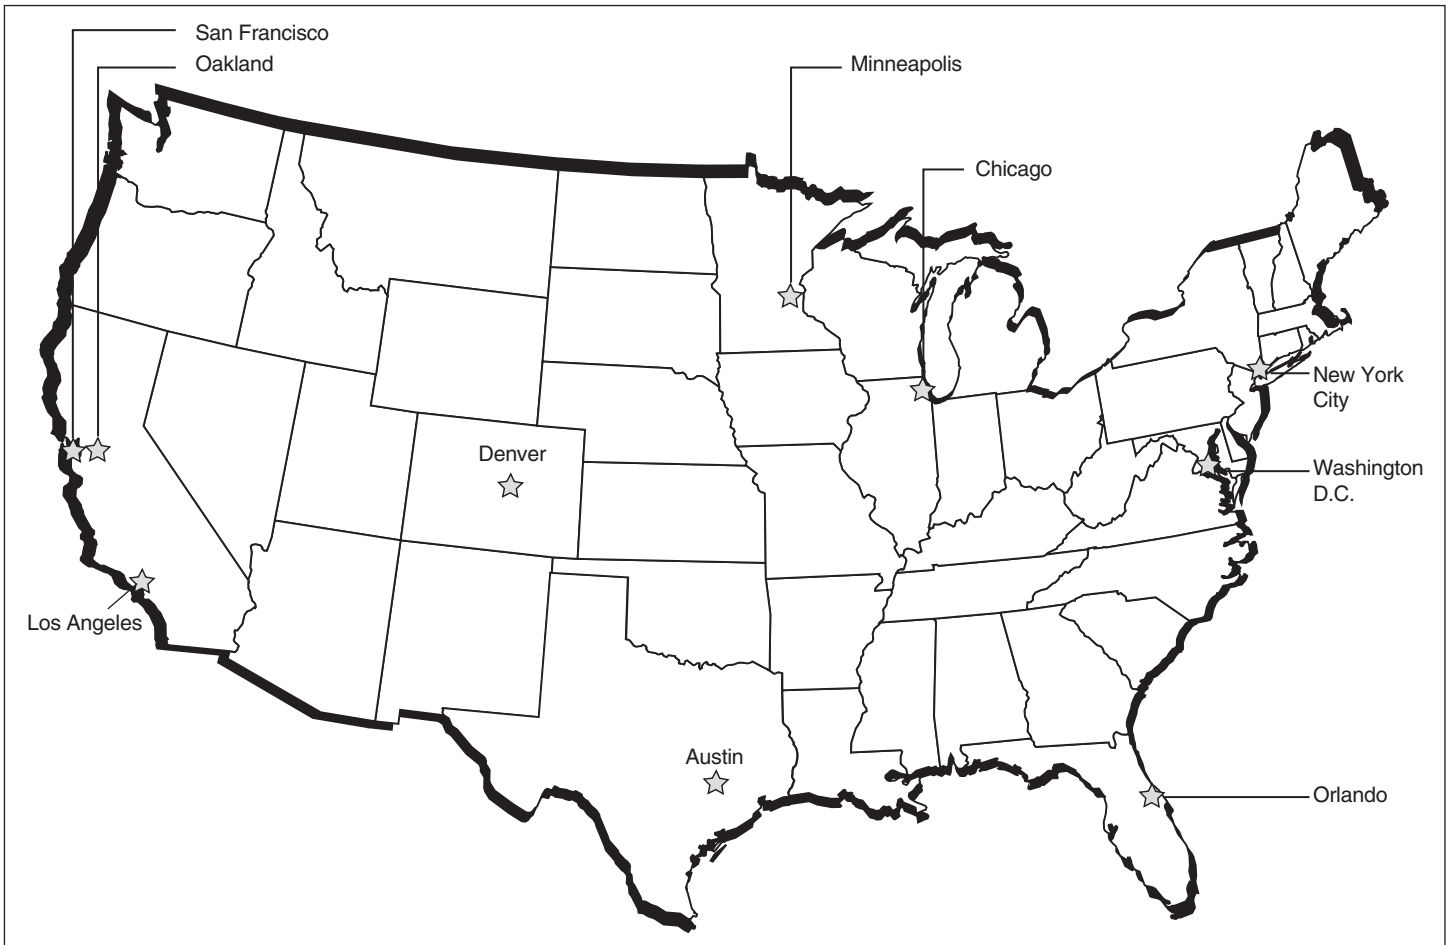 San Francisco
Oakland
Minneapolis
Chicago
New York
City
Denver
Washington
D.C.
Los Angeles
Austin
Orlando